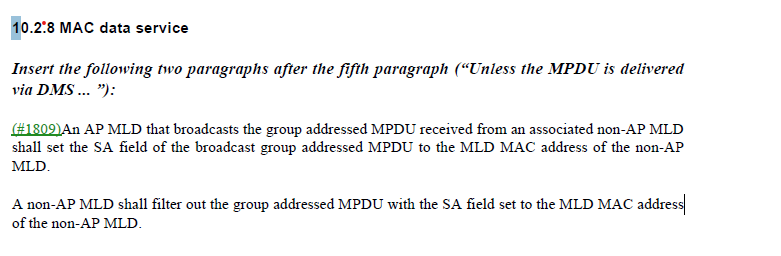 10.2.8 MAC data service
Insert the following two paragraphs after the fifth paragraph (“Unless the MPDU is delivered
via DMS ... ”):
(#1809)An AP MLD that broadcasts the group addressed MPDU received from an associated non-AP MLD
shall set the SA field of the broadcast group addressed MPDU to the MLD MAC address of the non-AP
MLD.
A non-AP MLD shall filter out the group addressed MPDU with the SA field set to the MLD MAC address
of the non-AP MLD.